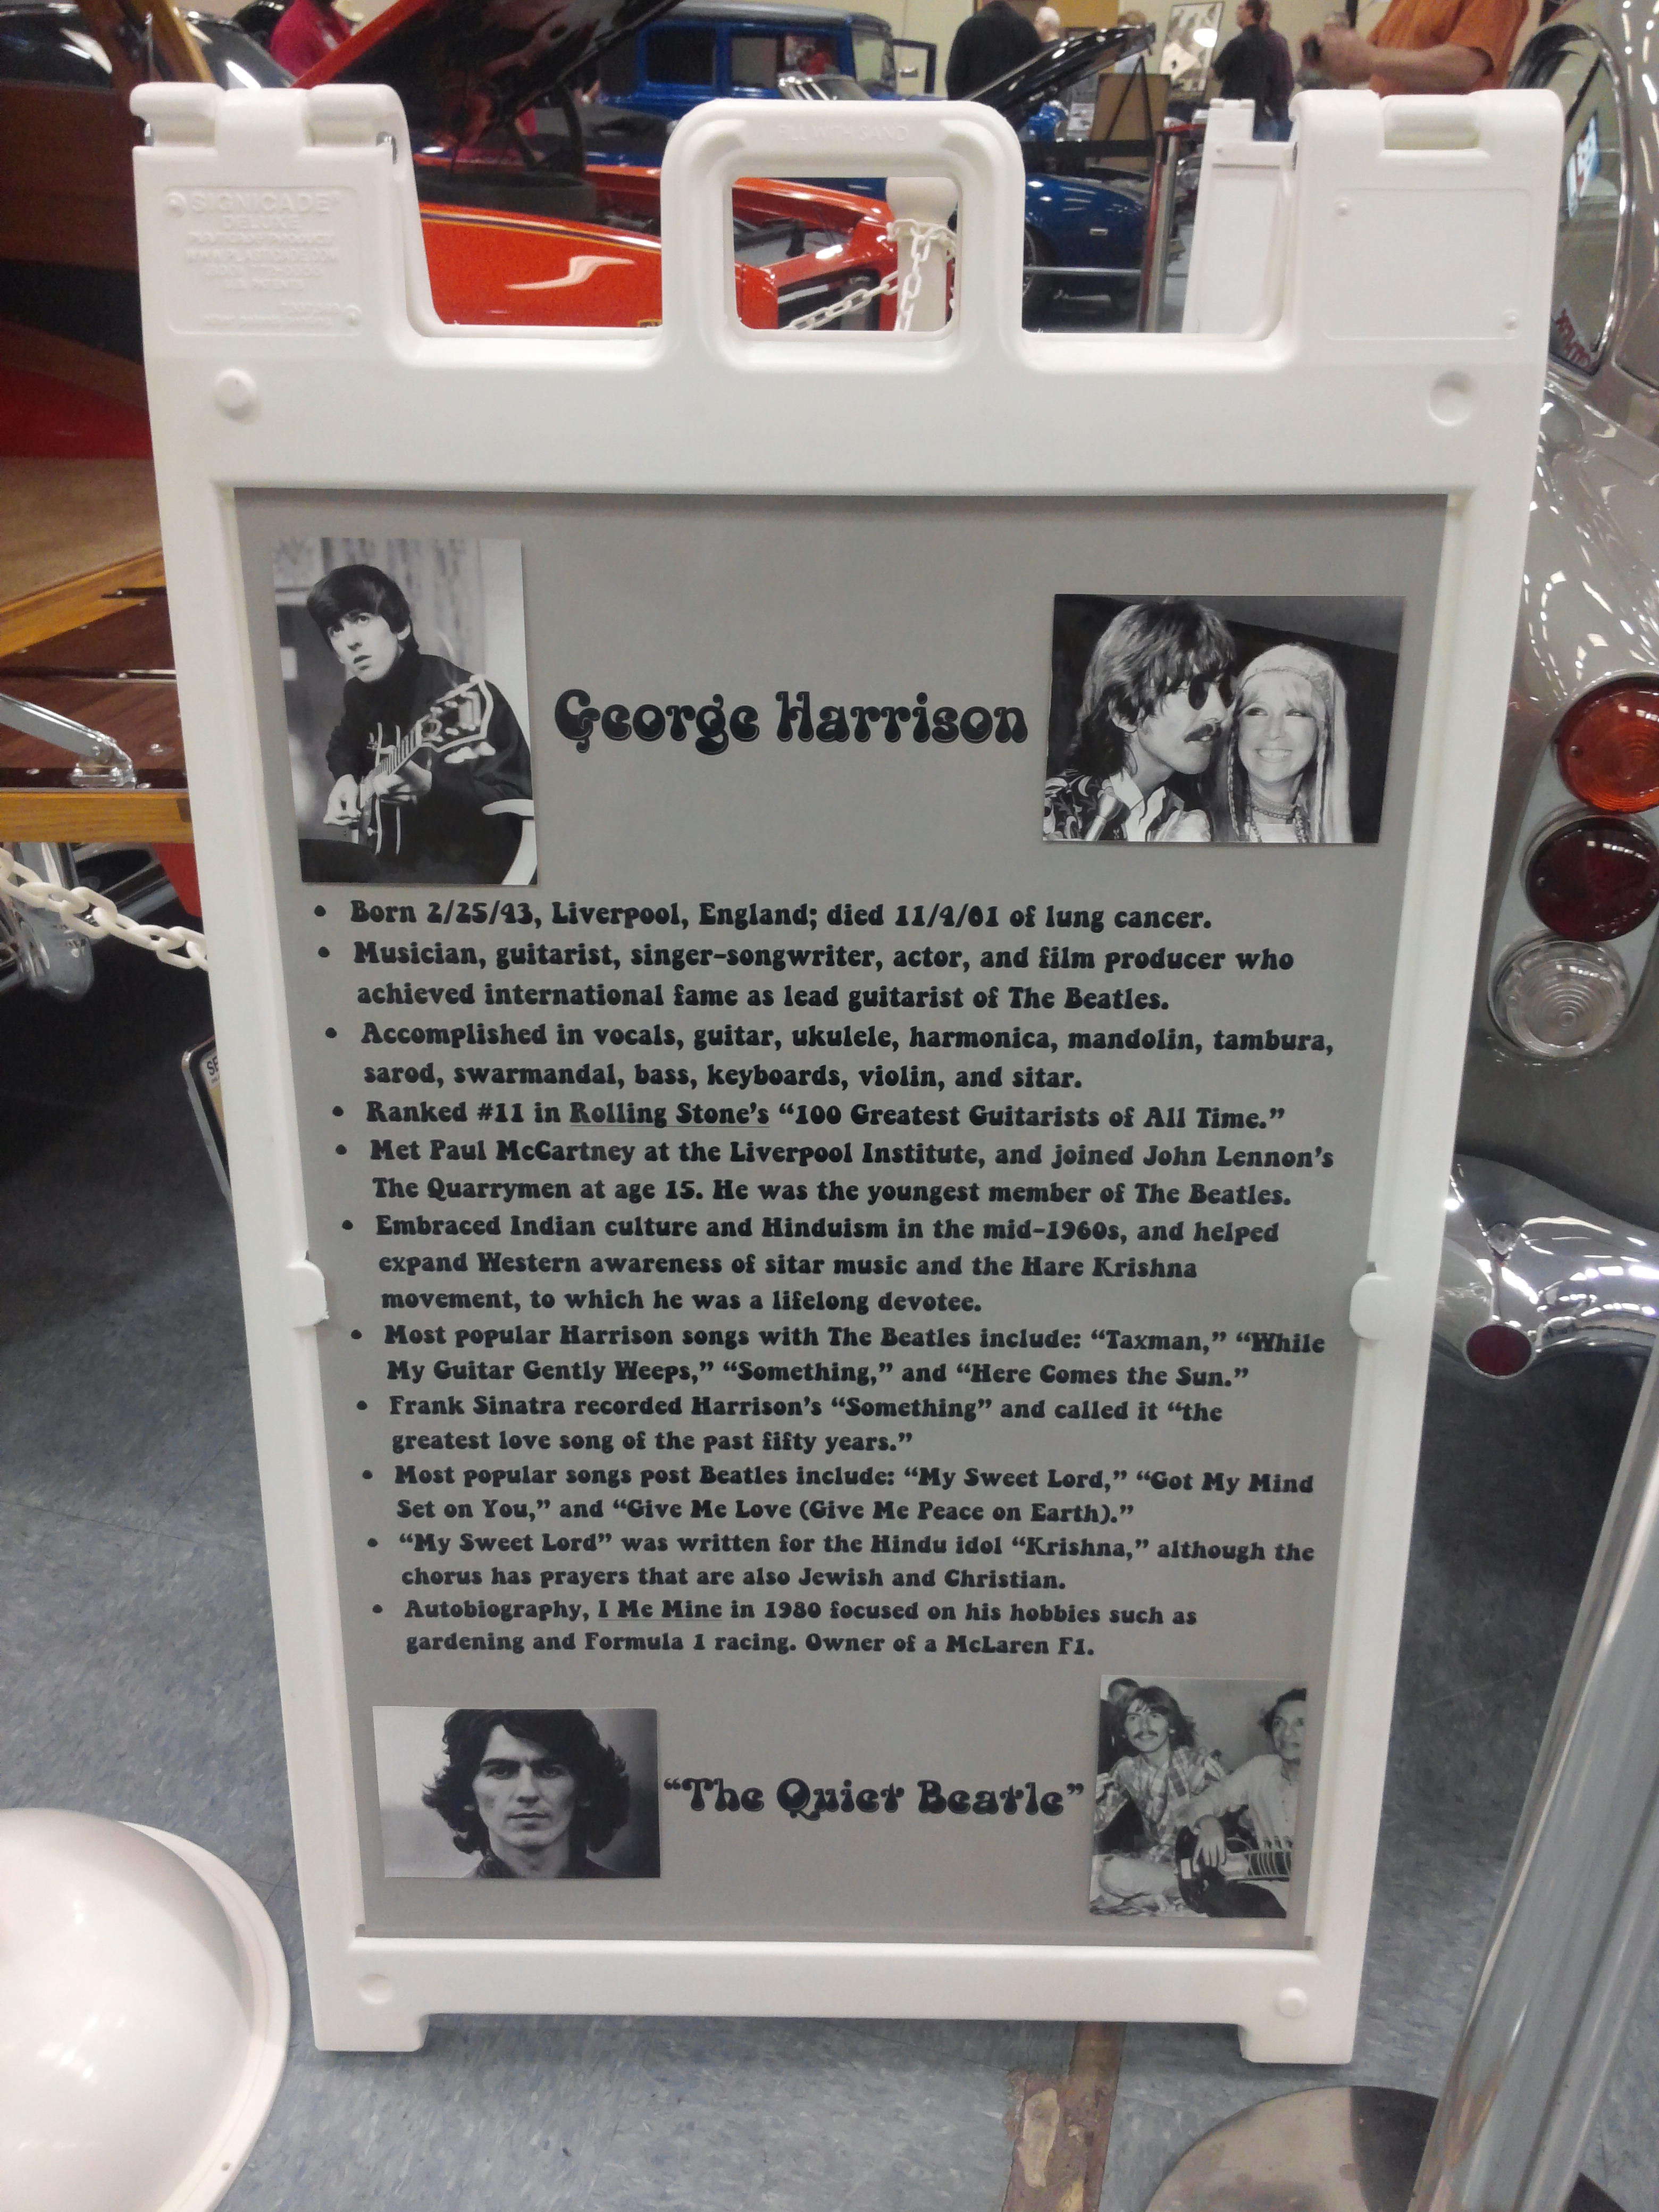 FILL WITH SAND
SIGNICADE
DELUXE
George Harrison
• Born 2/25/43, Liverpool, England; died 11/4/01 of lung cancer.
• Musician, guitarist, singer-songwriter, actor, and film producer who
achieved international fame as lead guitarist of The Beatles.
• Accomplished in vocals, guitar, ukulele, harmonica, mandolin, tambura,
sarod, swarmandal, bass, keyboards, violin, and sitar.
• Ranked #11 in Rolling Stone's “100 Greatest Guitarists of All Time.”
• Met Paul McCartney at the Liverpool Institute, and joined John Lennon's
The Quarrymen at age 15. He was the youngest member of The Beatles.
• Embraced Indian culture and Hinduism in the mid-1960s, and helped
expand Western awareness of sitar music and the Hare Krishna
movement, to which he was a lifelong devotee.
• Most popular Harrison songs with The Beatles include: “Taxman,” “While
My Guitar Gently Weeps,” “Something,” and “Here Comes the Sun.”
• Frank Sinatra recorded Harrison's “Something” and called it “the
greatest love song of the past fifty years.”
• Most popular songs post Beatles include: “My Sweet Lord,” “Got My Mind
Set on You,” and “Give Me Love (Give Me Peace on Earth).”
• “My Sweet Lord” was written for the Hindu idol “Krishna,” although the
chorus has prayers that are also Jewish and Christian.
• Autobiography, I Me Mine in 1980 focused on his hobbies such as
gardening and Formula 1 racing. Owner of a McLaren F1.
“The Quiet Beatle”